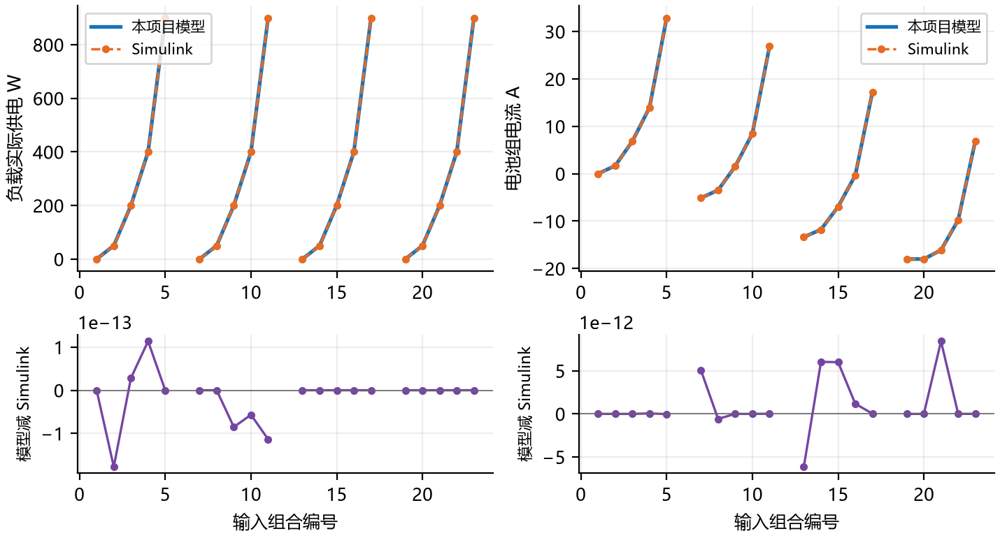 本项目模型
Simulink
负载实际供电 W
800
600
400
200
0
0 5 10 15 20
本项目模型
Simulink
电池组电流 A
30
20
10
0
−10
−20
0 5 10 15 20
1e−13
模型减 Simulink
1
0
−1
0 5 10 15 20
输入组合编号
1e−12
模型减 Simulink
5
0
−5
0 5 10 15 20
输入组合编号